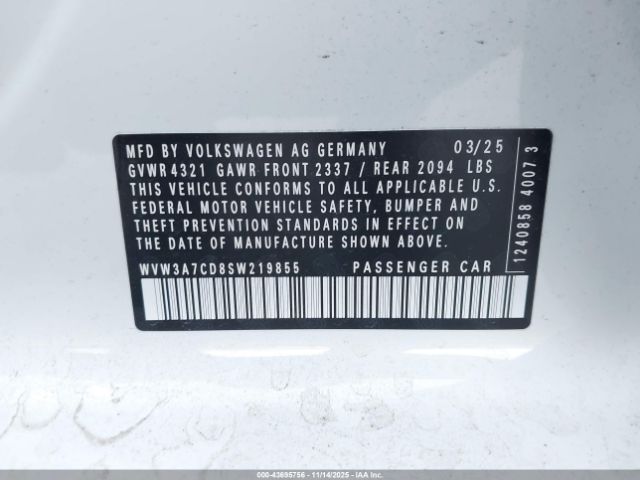 MFD BY VOLKSWAGEN AG GERMANY 03/25
GVWR 4321 GAWR FRONT 2337 / REAR 2094 LBS
THIS VEHICLE CONFORMS TO ALL APPLICABLE U.S.
FEDERAL MOTOR VEHICLE SAFETY, BUMPER AND
THEFT PREVENTION STANDARDS IN EFFECT ON
THE DATE OF MANUFACTURE SHOWN ABOVE.
WVW3A7CD8SW219855 PASSENGER CAR
1240858 4007 3
000-43695756 - 11/14/2025 - IAAI.COM